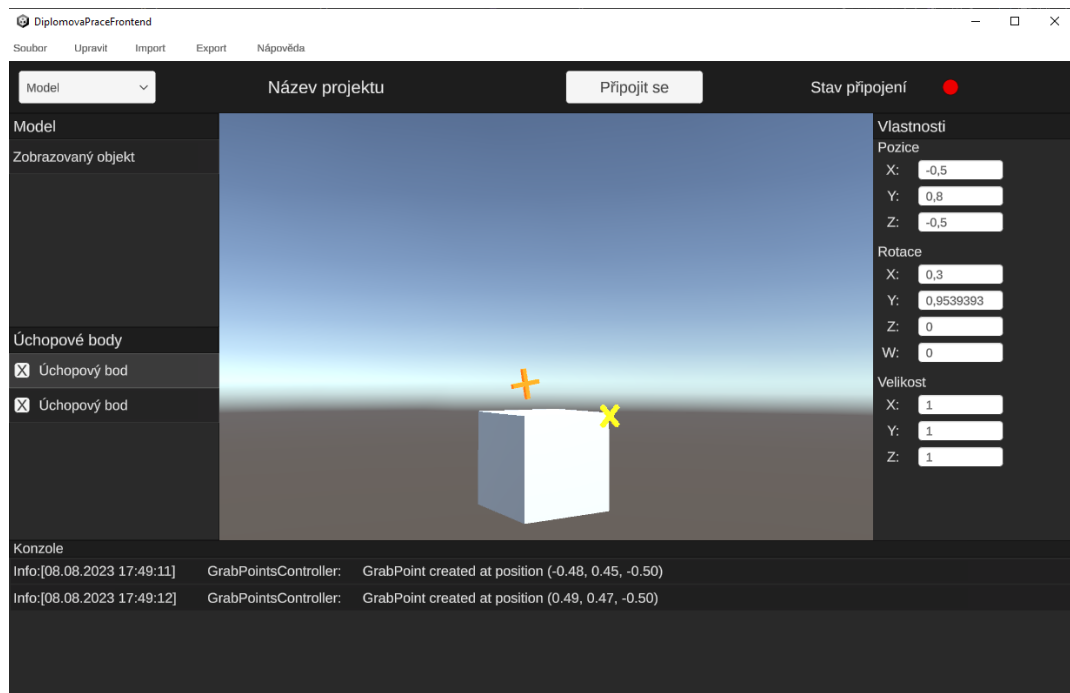 DiplomovaPraceFrontend
Soubor Upravit Import Export Nápověda
Model Název projektu Připojit se Stav připojení
Model
Zobrazovaný objekt
Úchopové body
X Úchopový bod
X Úchopový bod
Vlastnosti
Pozice
X: -0,5
Y: 0,8
Z: -0,5
Rotace
X: 0,3
Y: 0,9539393
Z: 0
W: 0
Velikost
X: 1
Y: 1
Z: 1
Konzole
Info:[08.08.2023 17:49:11] GrabPointsController: GrabPoint created at position (-0.48, 0.45, -0.50)
Info:[08.08.2023 17:49:12] GrabPointsController: GrabPoint created at position (0.49, 0.47, -0.50)